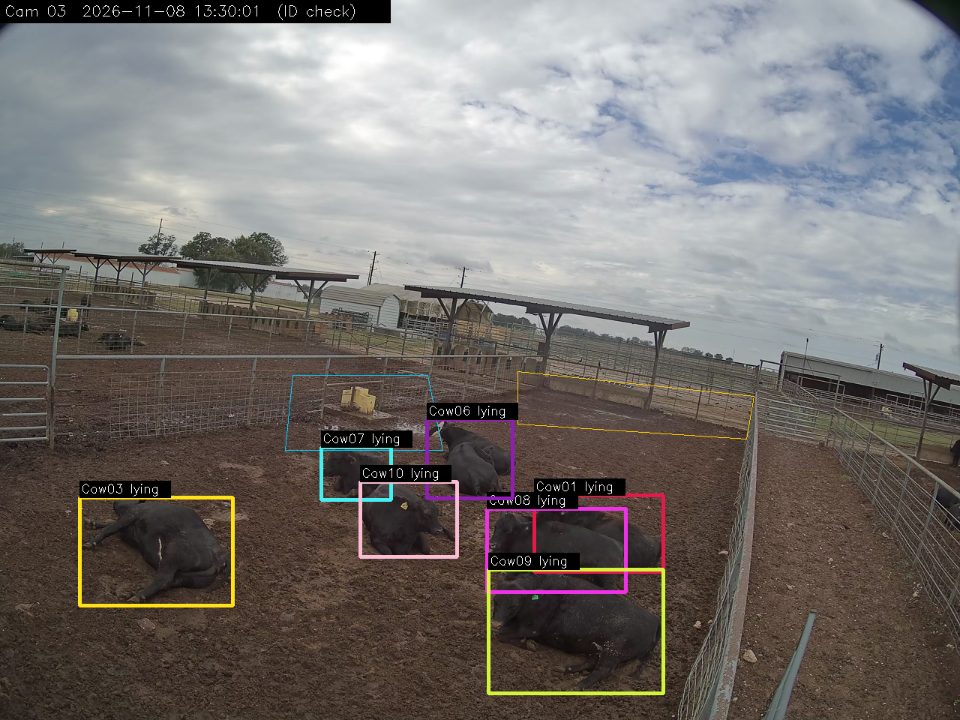 Cam 03  2026-11-08 13:30:01  (ID check)
Cow06 lying
Cow07 lying
Cow10 lying
Cow03 lying
Cow01 lying
Cow08 lying
Cow09 lying